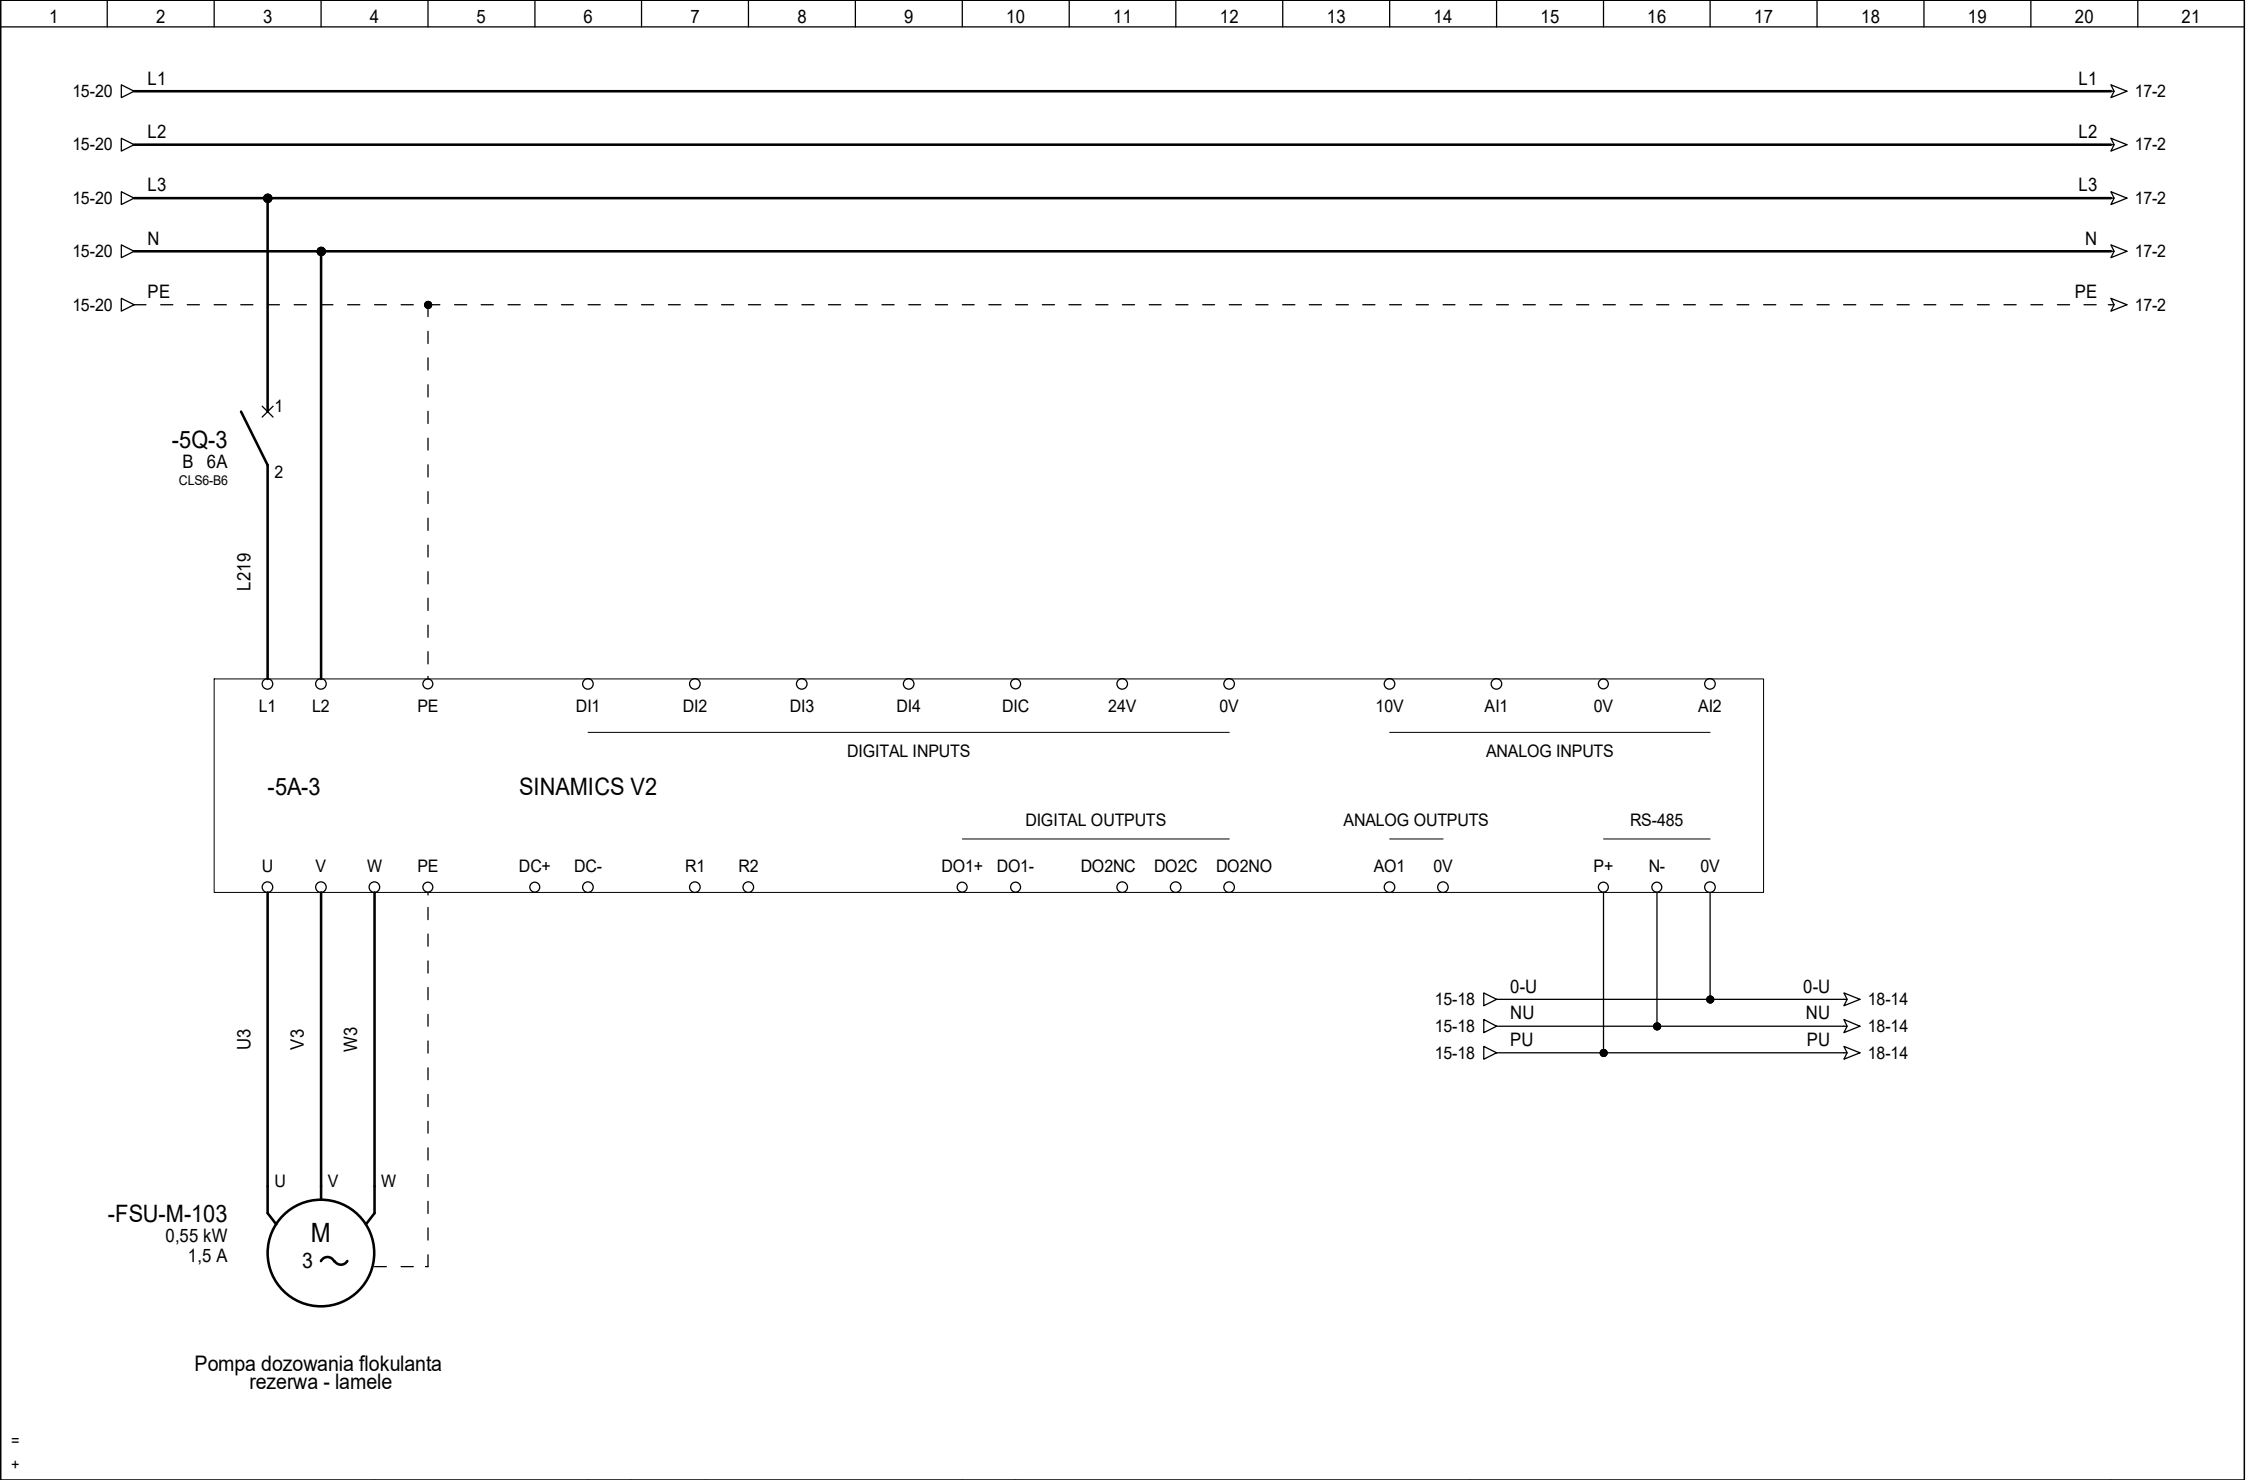 1 2 3 4 5 6 7 8 9 10 11 12 13 14 15 16 17 18 19 20 21
15-20 L1 L1 17-2
15-20 L2 L2 17-2
15-20 L3 L3 17-2
15-20 N N 17-2
15-20 PE PE 17-2
1
-5Q-3
B 6A
2
CLS6-B6
L219
L1 L2 PE DI1 DI2 DI3 DI4 DIC 24V 0V 10V AI1 0V AI2
DIGITAL INPUTS ANALOG INPUTS
-5A-3 SINAMICS V2
DIGITAL OUTPUTS ANALOG OUTPUTS RS-485
U V W PE DC+ DC- R1 R2 DO1+ DO1- DO2NC DO2C DO2NO AO1 0V P+ N- 0V
15-18 0-U 0-U 18-14
15-18 NU NU 18-14
15-18 PU PU 18-14
U3 V3 W3
U V W
-FSU-M-103
0,55 kW
1,5 A
M
3
Pompa dozowania flokulanta
rezerwa - lamele
=
+